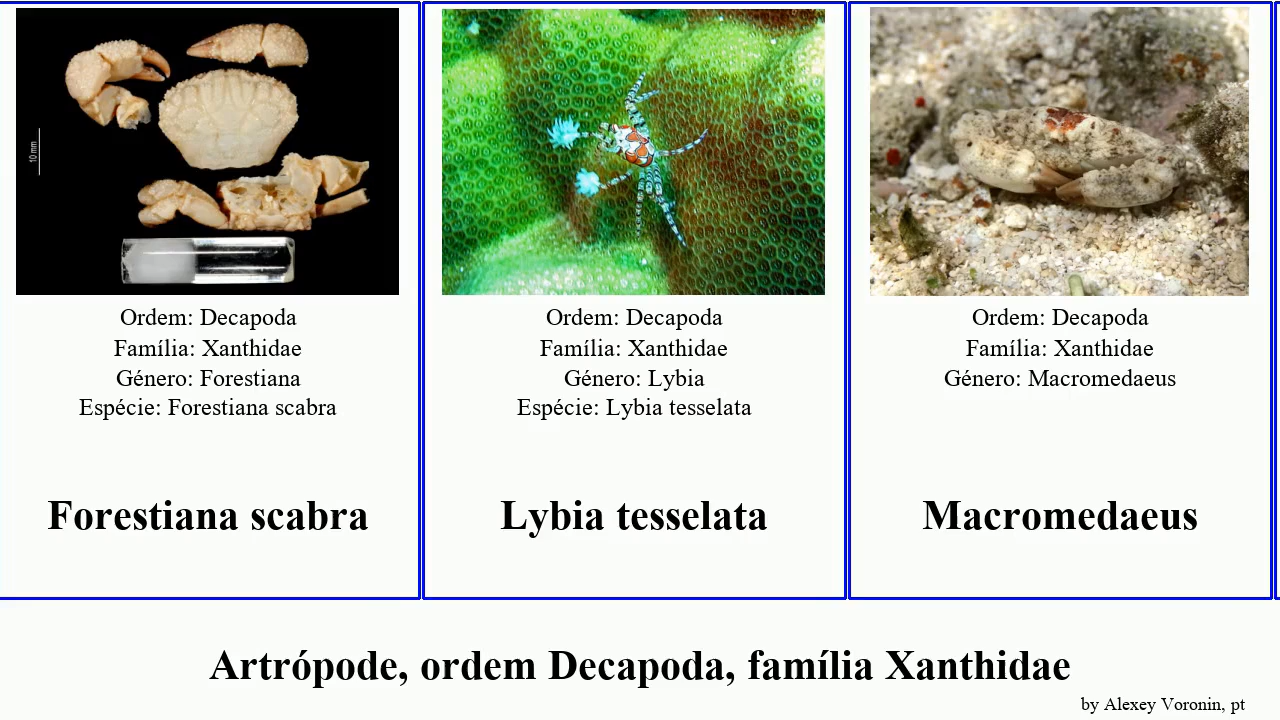 10 mm
Ordem: Decapoda
Família: Xanthidae
Género: Forestiana
Espécie: Forestiana scabra
Forestiana scabra
Ordem: Decapoda
Família: Xanthidae
Género: Lybia
Espécie: Lybia tesselata
Lybia tesselata
Ordem: Decapoda
Família: Xanthidae
Género: Macromedaeus
Macromedaeus
Artrópode, ordem Decapoda, família Xanthidae
by Alexey Voronin, pt